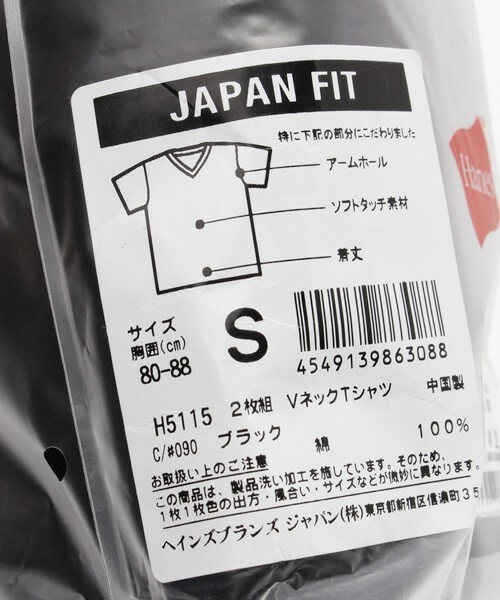 JAPAN FIT
特に下記の部分にこだわりました
アームホール
ソフトタッチ素材
着丈
Hanes
サイズ
胸囲(cm)
80-88
S
4549139863088
H5115 2枚組 VネックTシャツ 中国製
C/#090 ブラック 綿 100%
お取扱い上のご注意
この商品は、製品洗い加工を施しています。そのため、
1枚1枚色の出方・風合い・サイズなどが微妙に異なります。
ヘインズブランズ ジャパン(株)東京都新宿区信濃町35